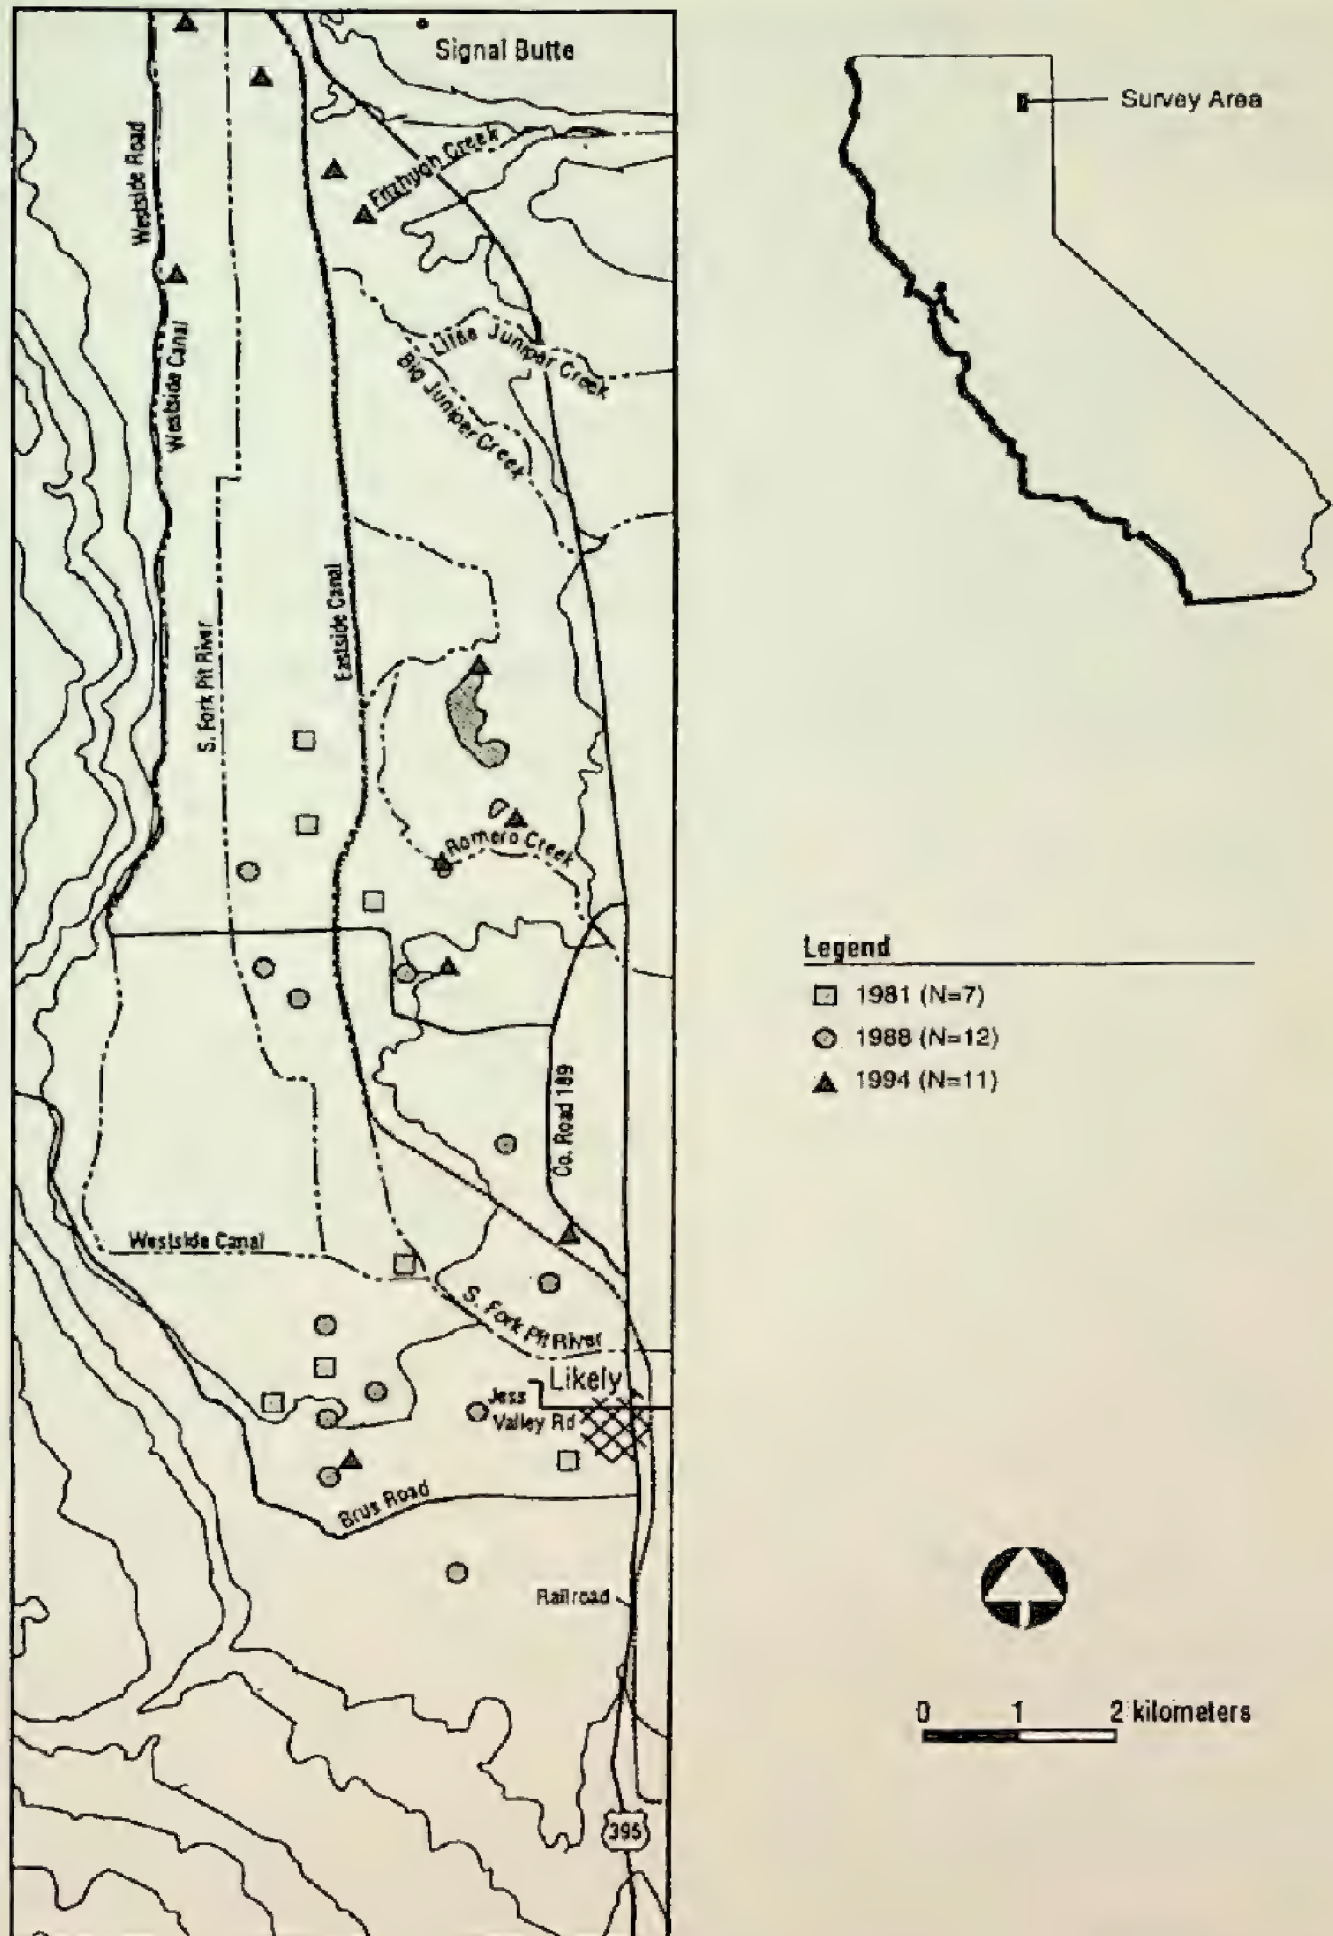 Signal Butte
Survey Area
Westside Road
Fitzhugh Creek
Westside Canal
Little Juniper Creek
Big Juniper Creek
Eastside Canal
S. Fork Pit River
Romero Creek
Legend
1981 (N=7)
1988 (N=12)
1994 (N=11)
Co. Road 189
Westside Canal
S. Fork Pit River
Likely
Jess
Valley Rd
Brus Road
Railroad
0 1 2 kilometers
395